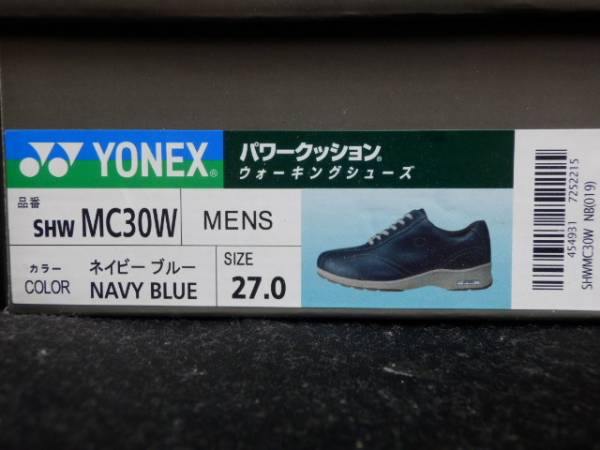 YONEX®
パワークッション®
ウォーキングシューズ
品番
SHW MC30W
MENS
カラー
COLOR
ネイビー ブルー
NAVY BLUE
SIZE
27.0
454931 7252215
SHWMC30W NB(019)